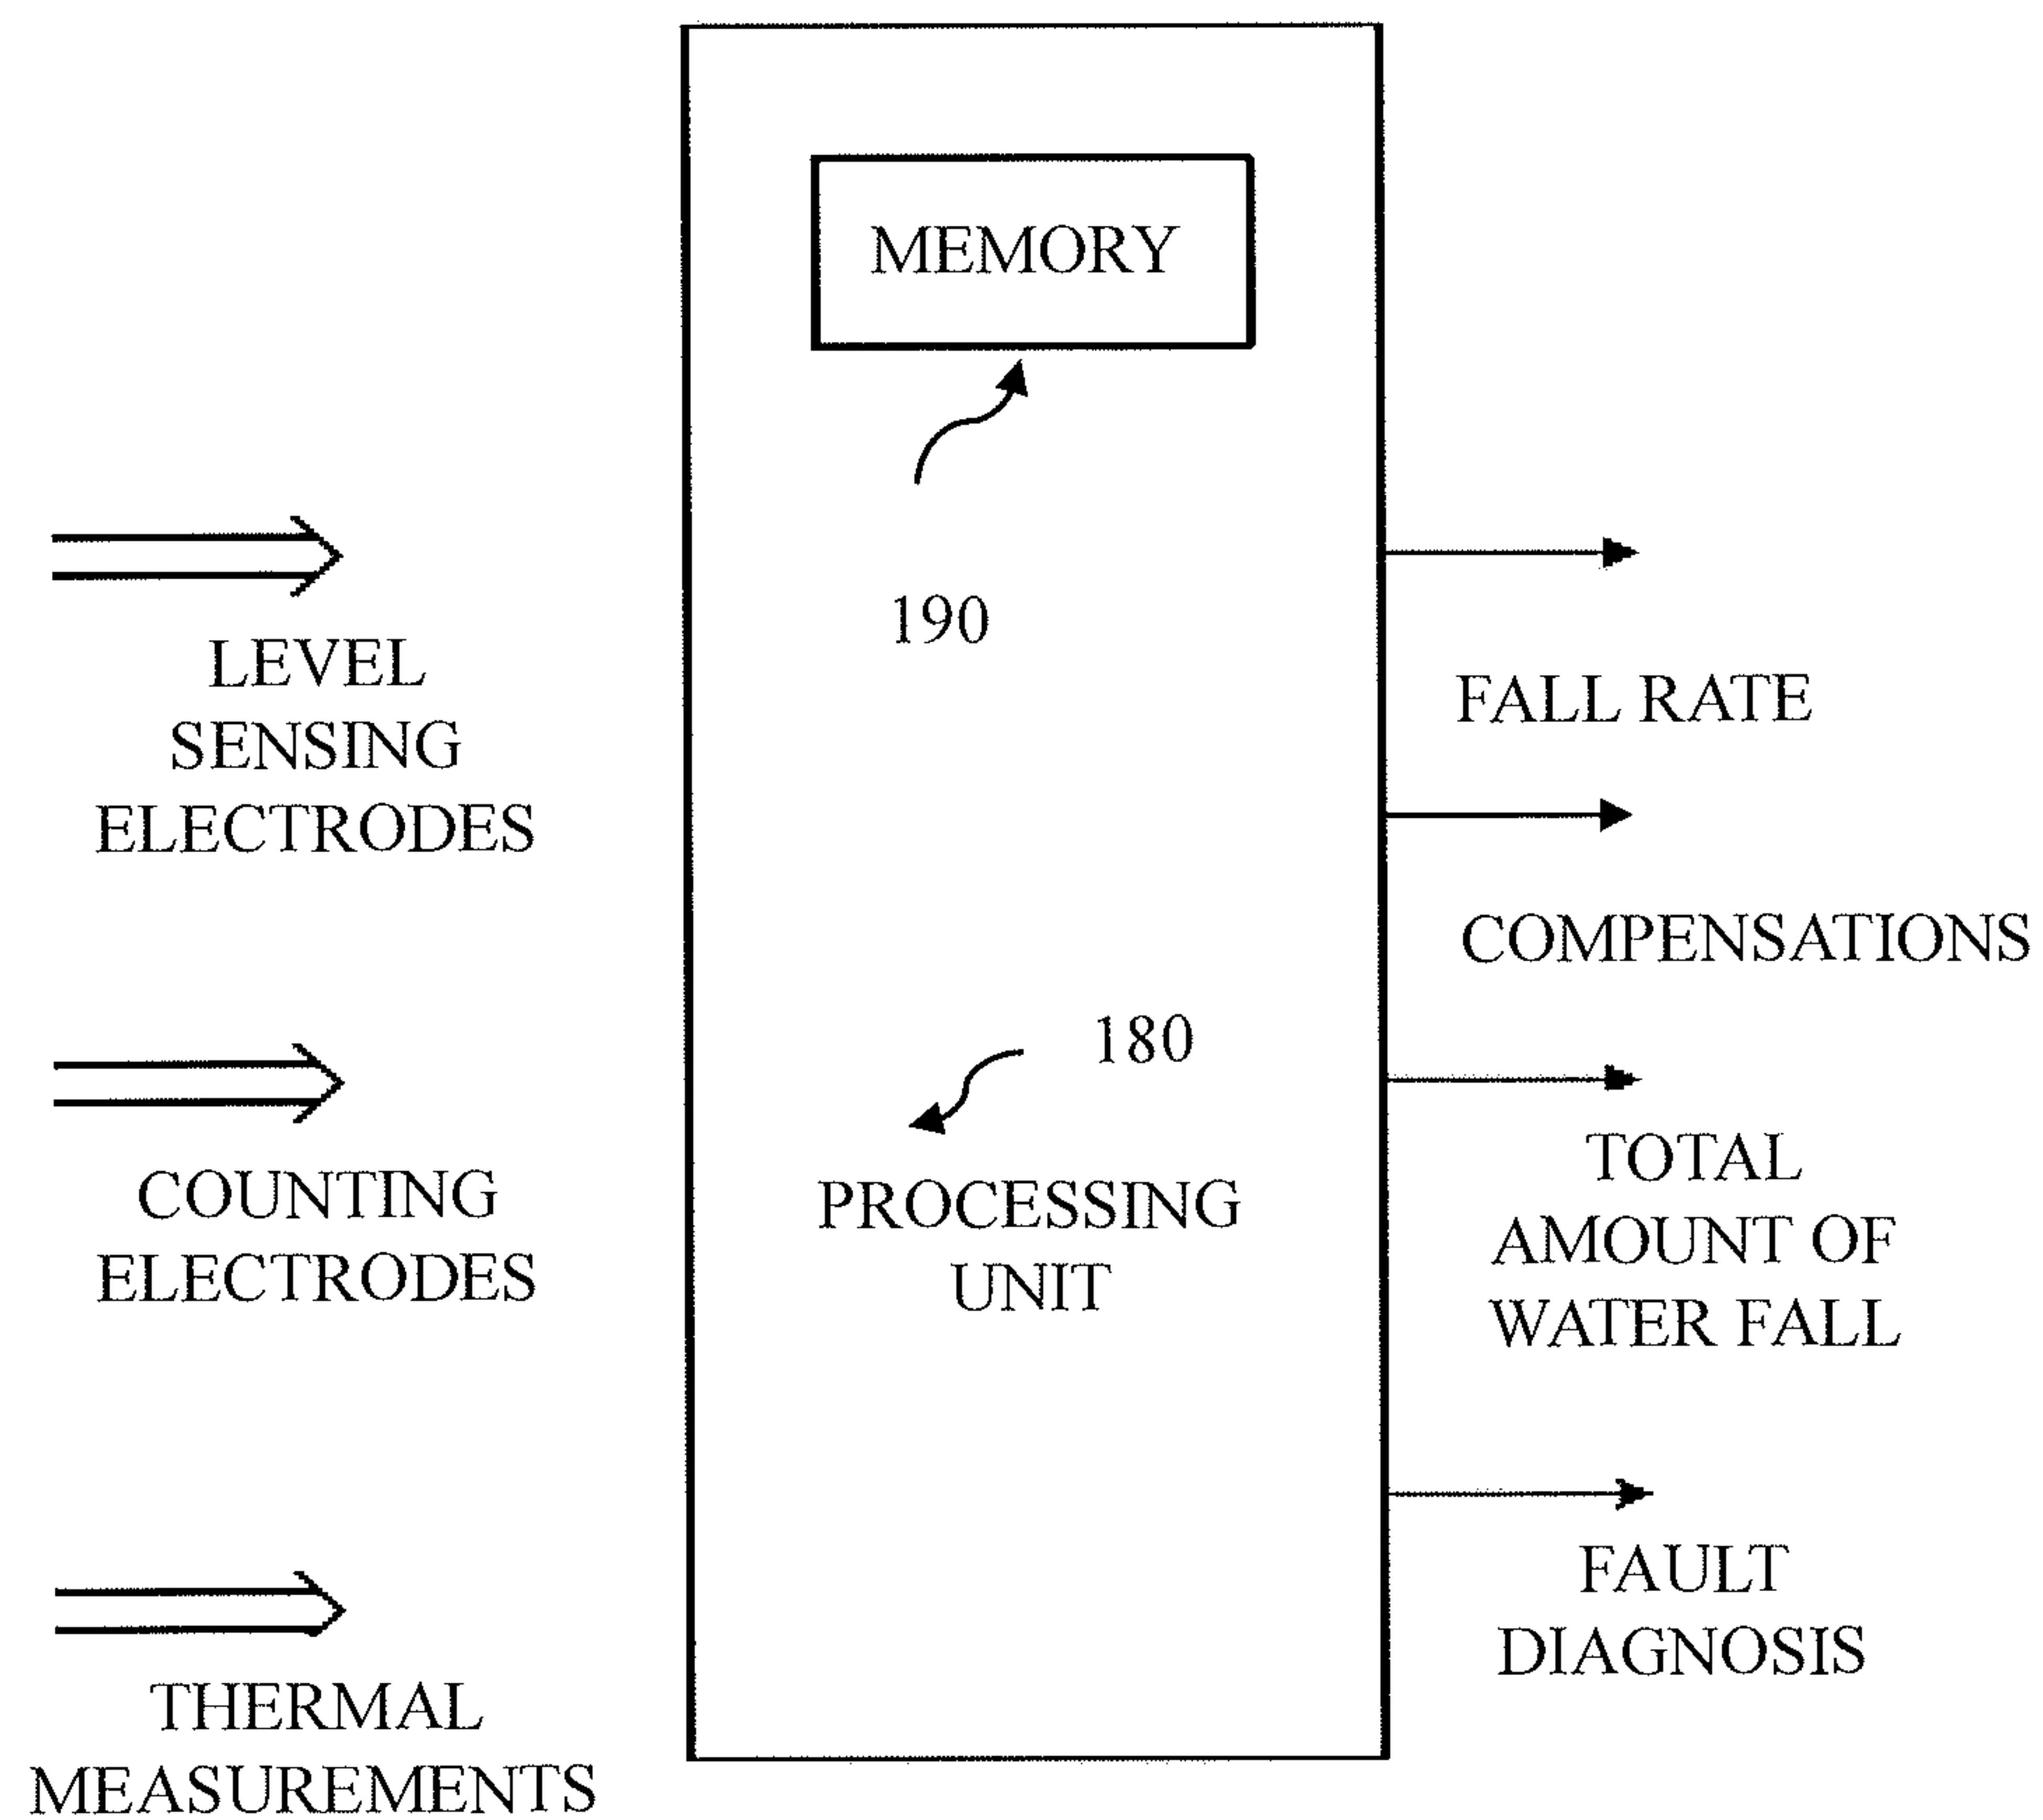 MEMORY
190
LEVEL
SENSING
ELECTRODES
COUNTING
ELECTRODES
THERMAL
MEASUREMENTS
180
PROCESSING
UNIT
FALL RATE
COMPENSATIONS
TOTAL
AMOUNT OF
WATER FALL
FAULT
DIAGNOSIS